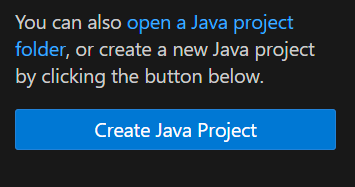 You can also open a Java project
folder, or create a new Java project
by clicking the button below.
Create Java Project